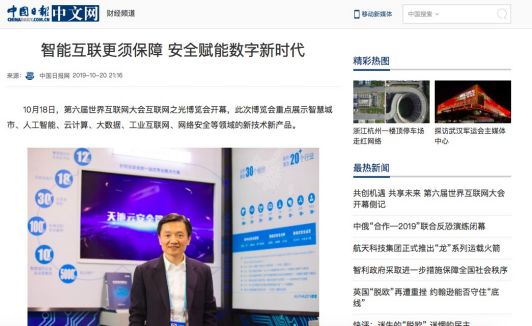 中国日报
中文网
CHINADAILY.COM.CN
财经频道
移动新媒体
中国搜索
智能互联更须保障 安全赋能数字新时代
来源：
中国日报网
2019-10-20 21:16
10月18日，第六届世界互联网大会互联网之光博览会开幕，此次博览会重点展示智慧城
市、人工智能、云计算、大数据、工业互联网、网络安全等领域的新技术新产品。
天池云安全
精彩热图
浙江杭州一楼顶停车场
走红网络
探访武汉军运会主媒体
中心
最热新闻
共创机遇 共享未来 第六届世界互联网大会
开幕侧记
中俄“合作—2019”联合反恐演练闭幕
航天科技集团正式推出“龙”系列运载火箭
智利政府采取进一步措施保障全国社会秩序
英国“脱欧”再遭重挫 约翰逊能否守住“底
线”